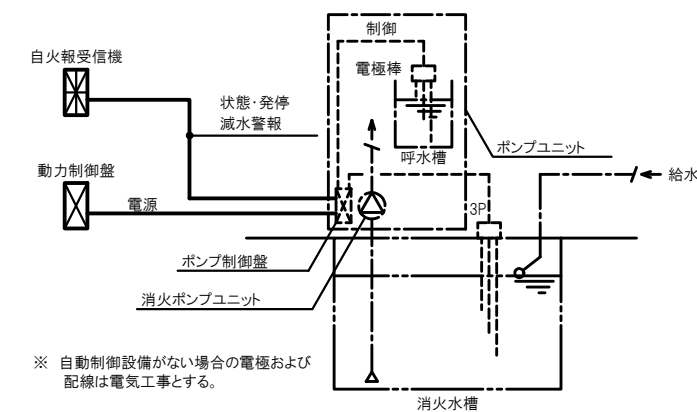 制御
自火報受信機
電極棒
状態・発停
減水警報
ポンプユニット
呼水槽
給水
動力制御盤
電源
3P
ポンプ制御盤
消火ポンプユニット
※ 自動制御設備がない場合の電極および
配線は電気工事とする。
消火水槽